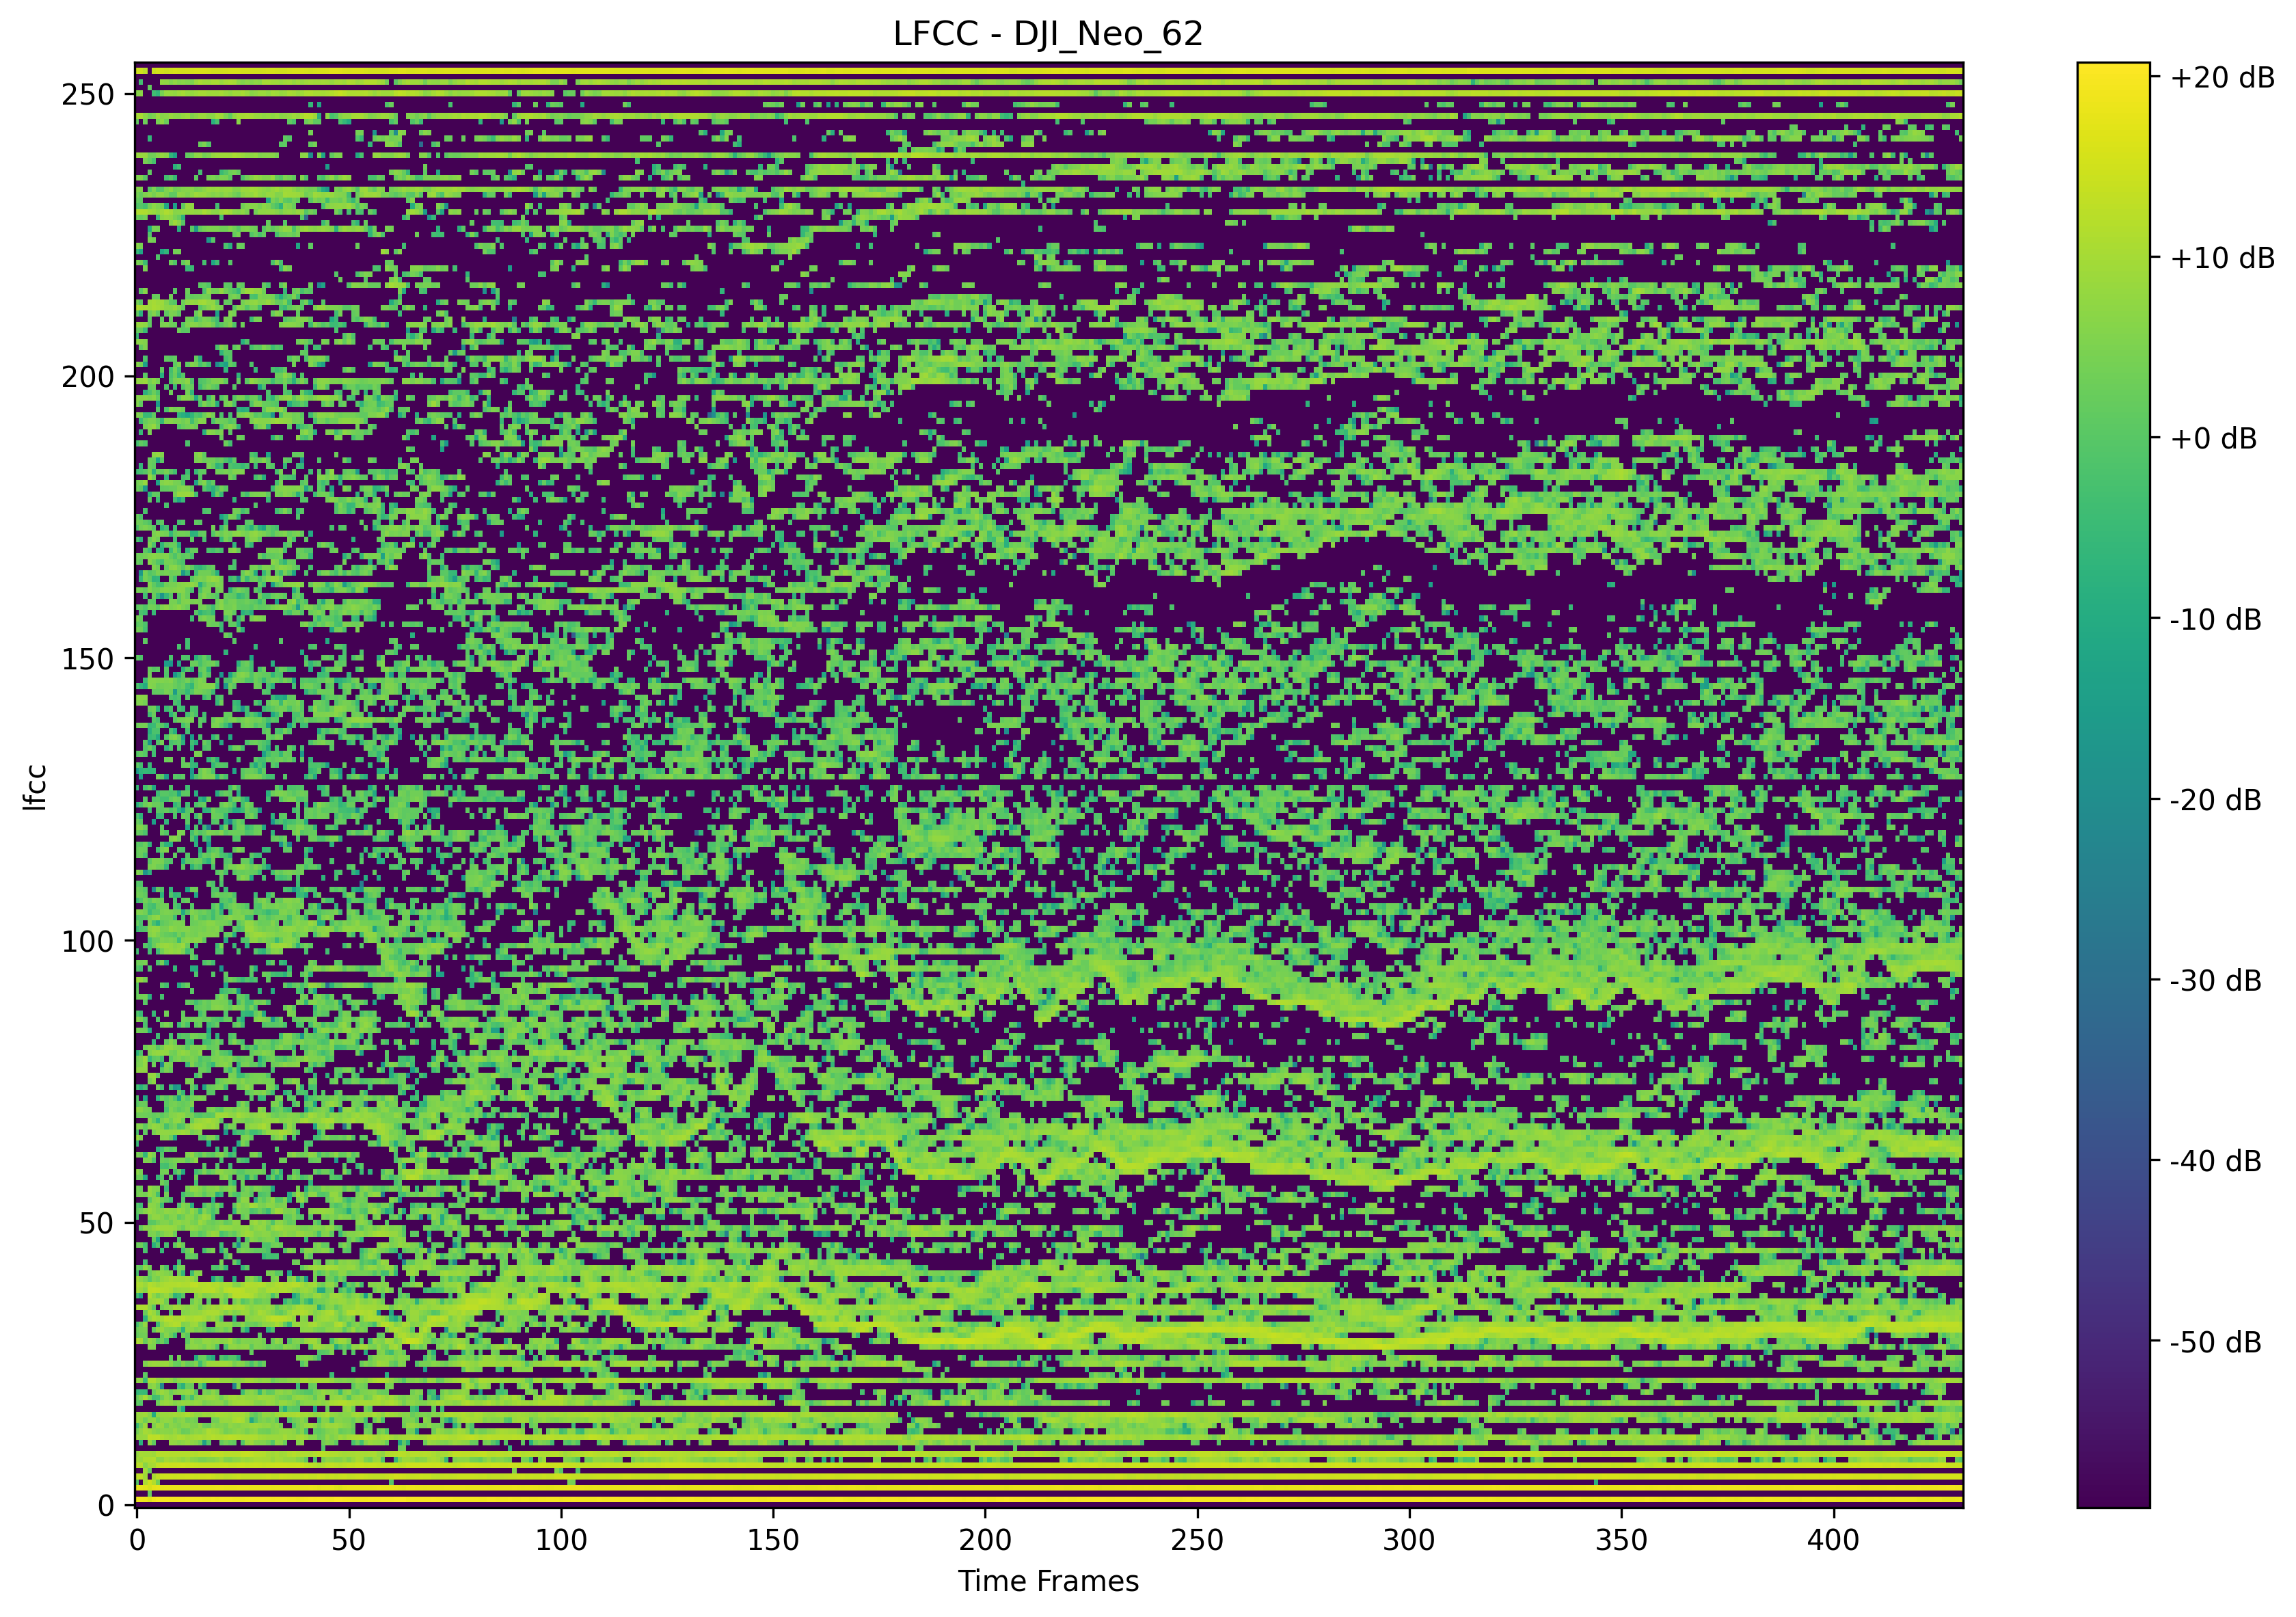 LFCC - DJI_Neo_62
250
200
150
100
50
0
lfcc
0 50 100 150 200 250 300 350 400
Time Frames
+20 dB
+10 dB
+0 dB
-10 dB
-20 dB
-30 dB
-40 dB
-50 dB